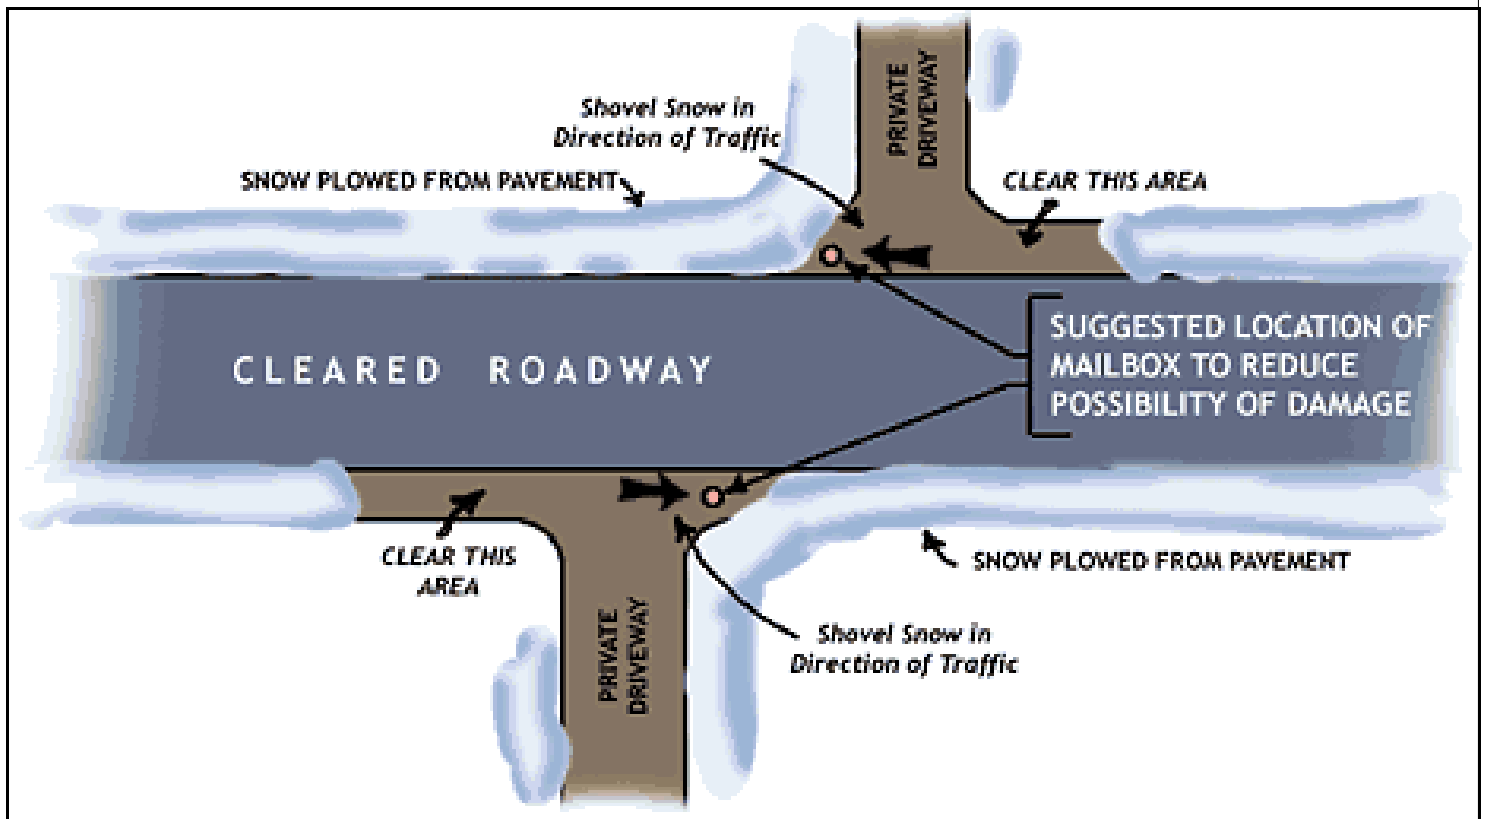 Shovel Snow in
Direction of Traffic
SNOW PLOWED FROM PAVEMENT
PRIVATE
DRIVEWAY
CLEAR THIS AREA
CLEARED ROADWAY
SUGGESTED LOCATION OF
MAILBOX TO REDUCE
POSSIBILITY OF DAMAGE
CLEAR THIS
AREA
SNOW PLOWED FROM PAVEMENT
PRIVATE
DRIVEWAY
Shovel Snow in
Direction of Traffic